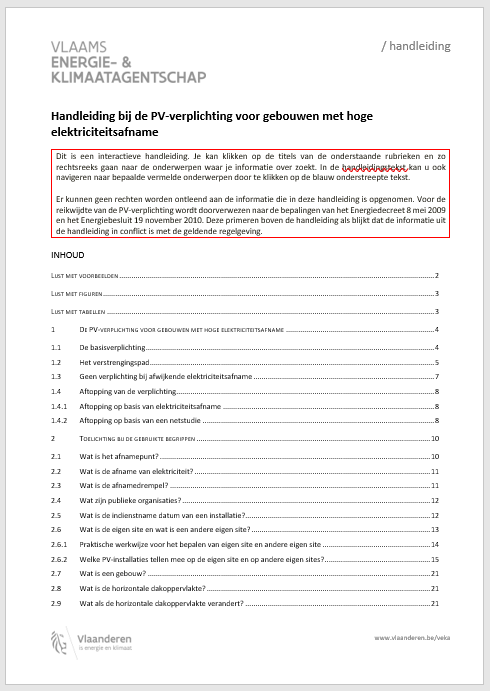 VLAAMS
ENERGIE- &
KLIMAATAGENTSCHAP
/ handleiding
Handleiding bij de PV-verplichting voor gebouwen met hoge
elektriciteitsafname
Dit is een interactieve handleiding. Je kan klikken op de titels van de onderstaande rubrieken en zo
rechtsreeks gaan naar de onderwerpen waar je informatie over zoekt. In de handleidingstekst kan u ook
navigeren naar bepaalde vermelde onderwerpen door te klikken op de blauw onderstreepte tekst.
Er kunnen geen rechten worden ontleend aan de informatie die in deze handleiding is opgenomen. Voor de
reikwijdte van de PV-verplichting wordt doorverwezen naar de bepalingen van het Energiedecreet 8 mei 2009
en het Energiebesluit 19 november 2010. Deze primeren boven de handleiding als blijkt dat de informatie uit
de handleiding in conflict is met de geldende regelgeving.
INHOUD
Lijst met voorbeelden 2
Lijst met figuren 3
Lijst met tabellen 3
1 De PV-verplichting voor gebouwen met hoge elektriciteitsafname 4
1.1 De basisverplichting 4
1.2 Het verstrengingspad 5
1.3 Geen verplichting bij afwijkende elektriciteitsafname 7
1.4 Aftopping van de verplichting 8
1.4.1 Aftopping op basis van elektriciteitsafname 8
1.4.2 Aftopping op basis van een netstudie 8
2 Toelichting bij de gebruikte begrippen 10
2.1 Wat is het afnamepunt? 10
2.2 Wat is de afname van elektriciteit? 11
2.3 Wat is de afnamedrempel? 11
2.4 Wat zijn publieke organisaties? 12
2.5 Wat is de indienstname datum van een installatie? 12
2.6 Wat is de eigen site en wat is een andere eigen site? 13
2.6.1 Praktische werkwijze voor het bepalen van eigen site en andere eigen site 14
2.6.2 Welke PV-installaties tellen mee op de eigen site en op andere eigen sites? 15
2.7 Wat is een gebouw? 21
2.8 Wat is de horizontale dakoppervlakte? 21
2.9 Wat als de horizontale dakoppervlakte verandert? 21
Vlaanderen
is energie en klimaat
www.vlaanderen.be/veka